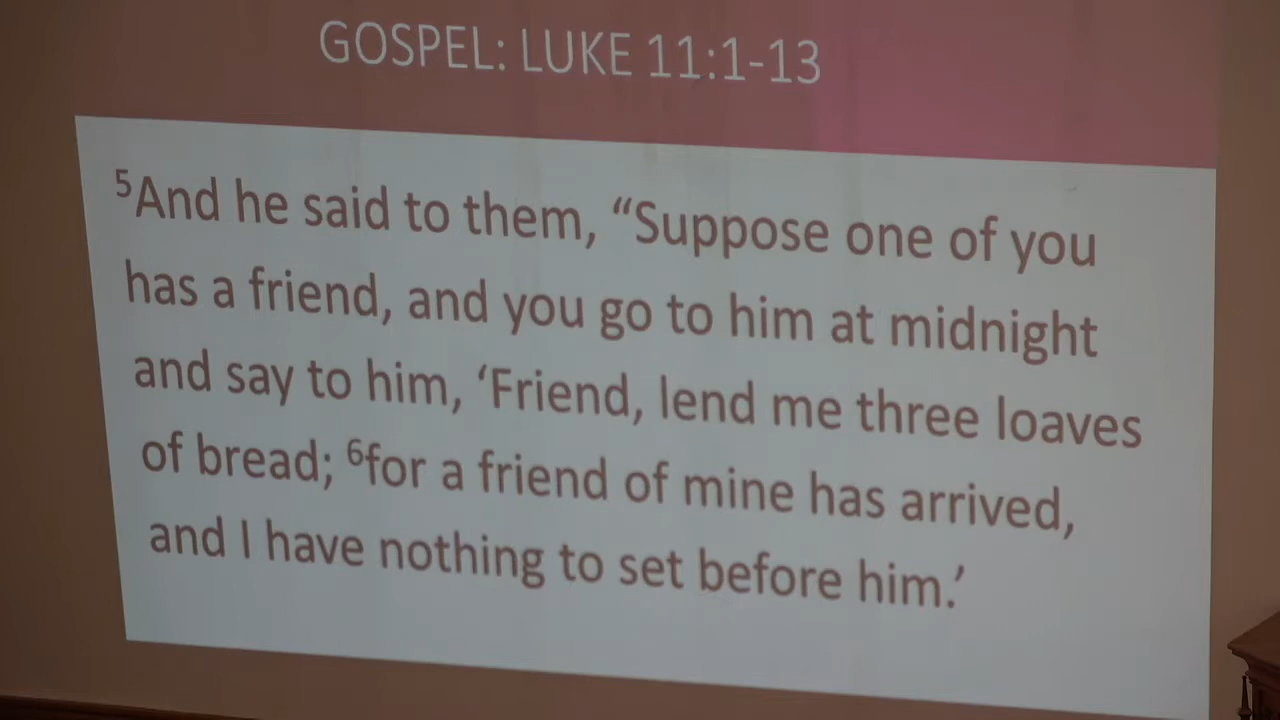 GOSPEL: LUKE 11:1-13
⁵And he said to them, “Suppose one of you
has a friend, and you go to him at midnight
and say to him, ‘Friend, lend me three loaves
of bread; ⁶for a friend of mine has arrived,
and I have nothing to set before him.’